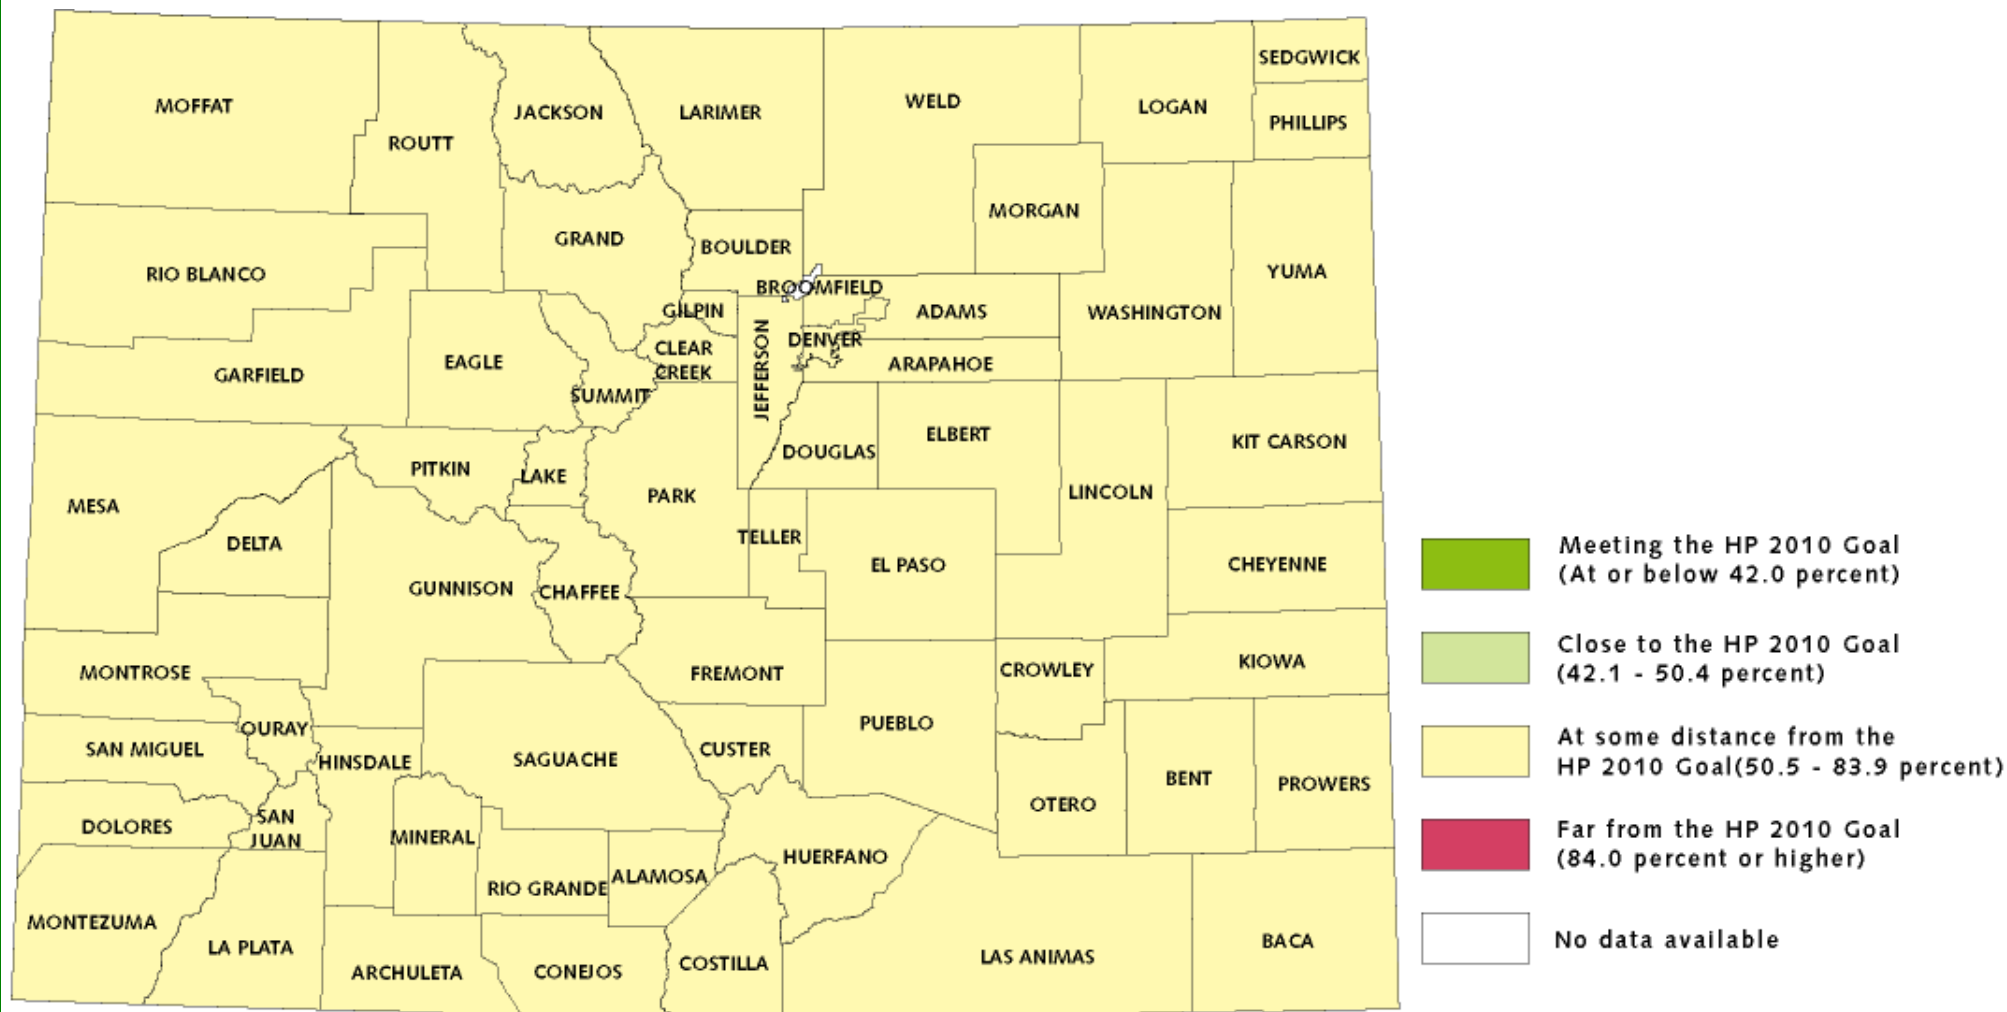 SEDGWICK
MOFFAT
JACKSON
LARIMER
WELD
LOGAN
PHILLIPS
ROUTT
MORGAN
GRAND
BOULDER
RIO BLANCO
YUMA
BROOMFIELD
GILPIN
ADAMS
WASHINGTON
DENVER
CLEAR
CREEK
JEFFERSON
EAGLE
ARAPAHOE
GARFIELD
SUMMIT
ELBERT
KIT CARSON
DOUGLAS
PITKIN
LAKE
PARK
LINCOLN
MESA
TELLER
DELTA
EL PASO
CHEYENNE
GUNNISON
CHAFFEE
MONTROSE
FREMONT
CROWLEY
KIOWA
OURAY
PUEBLO
SAN MIGUEL
HINSDALE
SAGUACHE
CUSTER
BENT
PROWERS
OTERO
DOLORES
SAN
JUAN
MINERAL
HUERFANO
RIO GRANDE
ALAMOSA
MONTEZUMA
LA PLATA
ARCHULETA
CONEJOS
COSTILLA
LAS ANIMAS
BACA
Meeting the HP 2010 Goal
(At or below 42.0 percent)
Close to the HP 2010 Goal
(42.1 - 50.4 percent)
At some distance from the
HP 2010 Goal(50.5 - 83.9 percent)
Far from the HP 2010 Goal
(84.0 percent or higher)
No data available